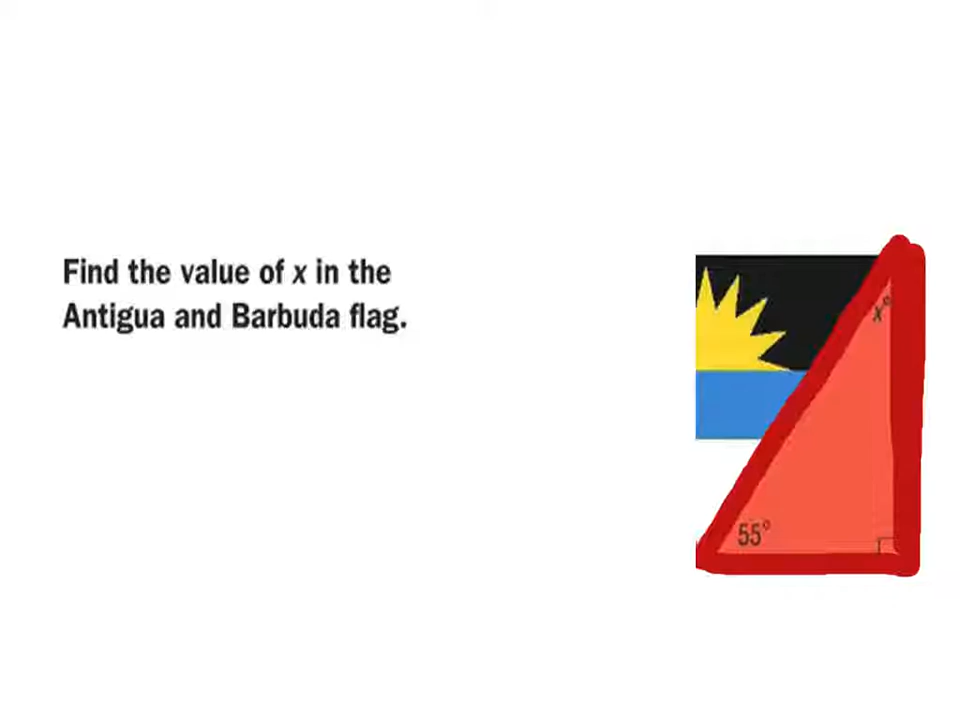 Find the value of x in the
Antigua and Barbuda flag.
x°
55°